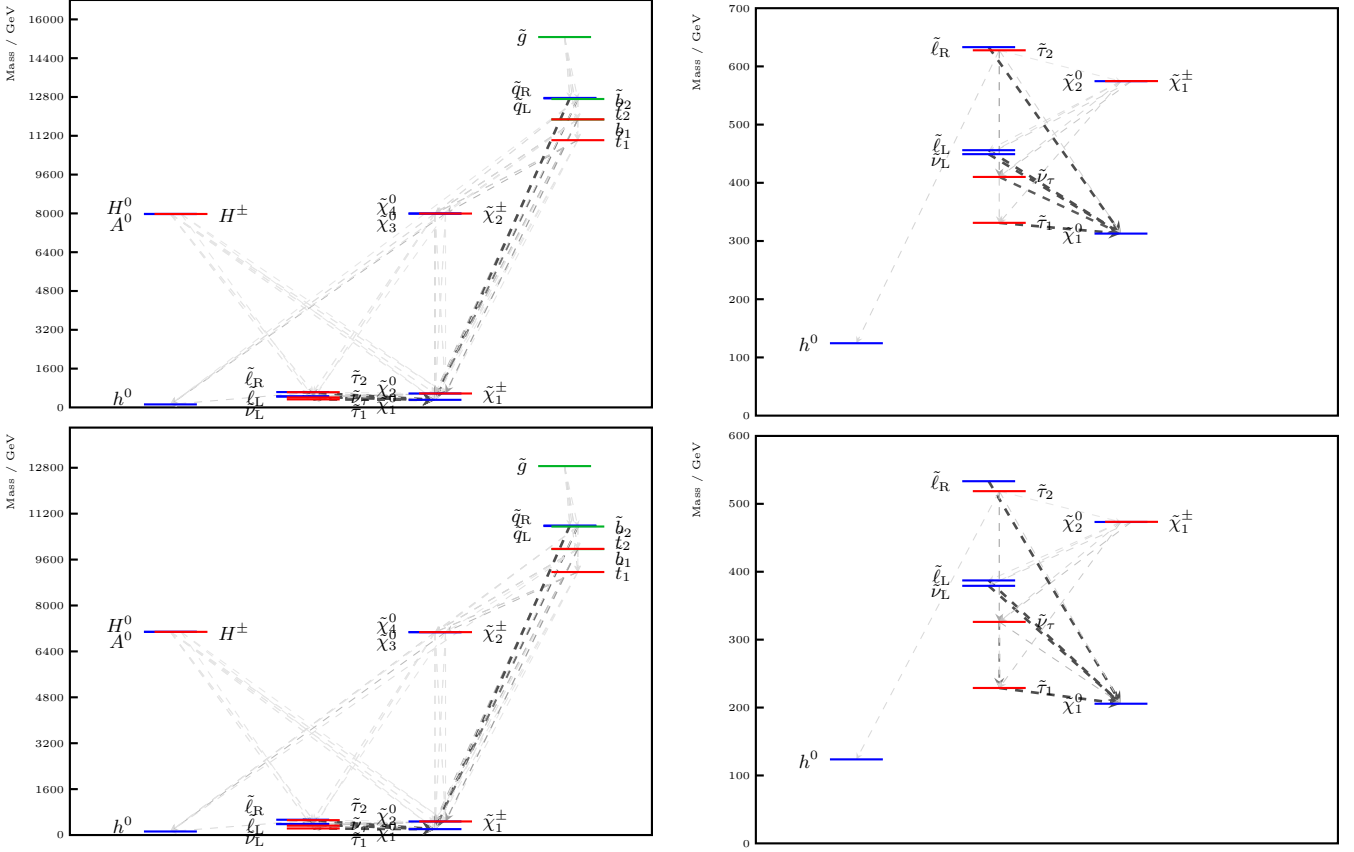 Mass / GeV
16000
14400
12800
11200
9600
8000
6400
4800
3200
1600
0
g̃
q̃R
q̃L
b̃2
t̃2
b̃1
t̃1
H⁰
A⁰
H±
χ̃⁰4
χ̃⁰3
χ̃±2
h⁰
ℓ̃R
ℓ̃L
ν̃L
τ̃2
ν̃τ
τ̃1
χ̃⁰2
χ̃⁰1
χ̃±1
Mass / GeV
700
600
500
400
300
200
100
0
ℓ̃R
τ̃2
χ̃⁰2
χ̃±1
ℓ̃L
ν̃L
ν̃τ
τ̃1
χ̃⁰1
h⁰
Mass / GeV
12800
11200
9600
8000
6400
4800
3200
1600
0
g̃
q̃R
q̃L
b̃2
t̃2
b̃1
t̃1
H⁰
A⁰
H±
χ̃⁰4
χ̃⁰3
χ̃±2
h⁰
ℓ̃R
ℓ̃L
ν̃L
τ̃2
ν̃τ
τ̃1
χ̃⁰2
χ̃⁰1
χ̃±1
Mass / GeV
600
500
400
300
200
100
0
ℓ̃R
τ̃2
χ̃⁰2
χ̃±1
ℓ̃L
ν̃L
ν̃τ
τ̃1
χ̃⁰1
h⁰